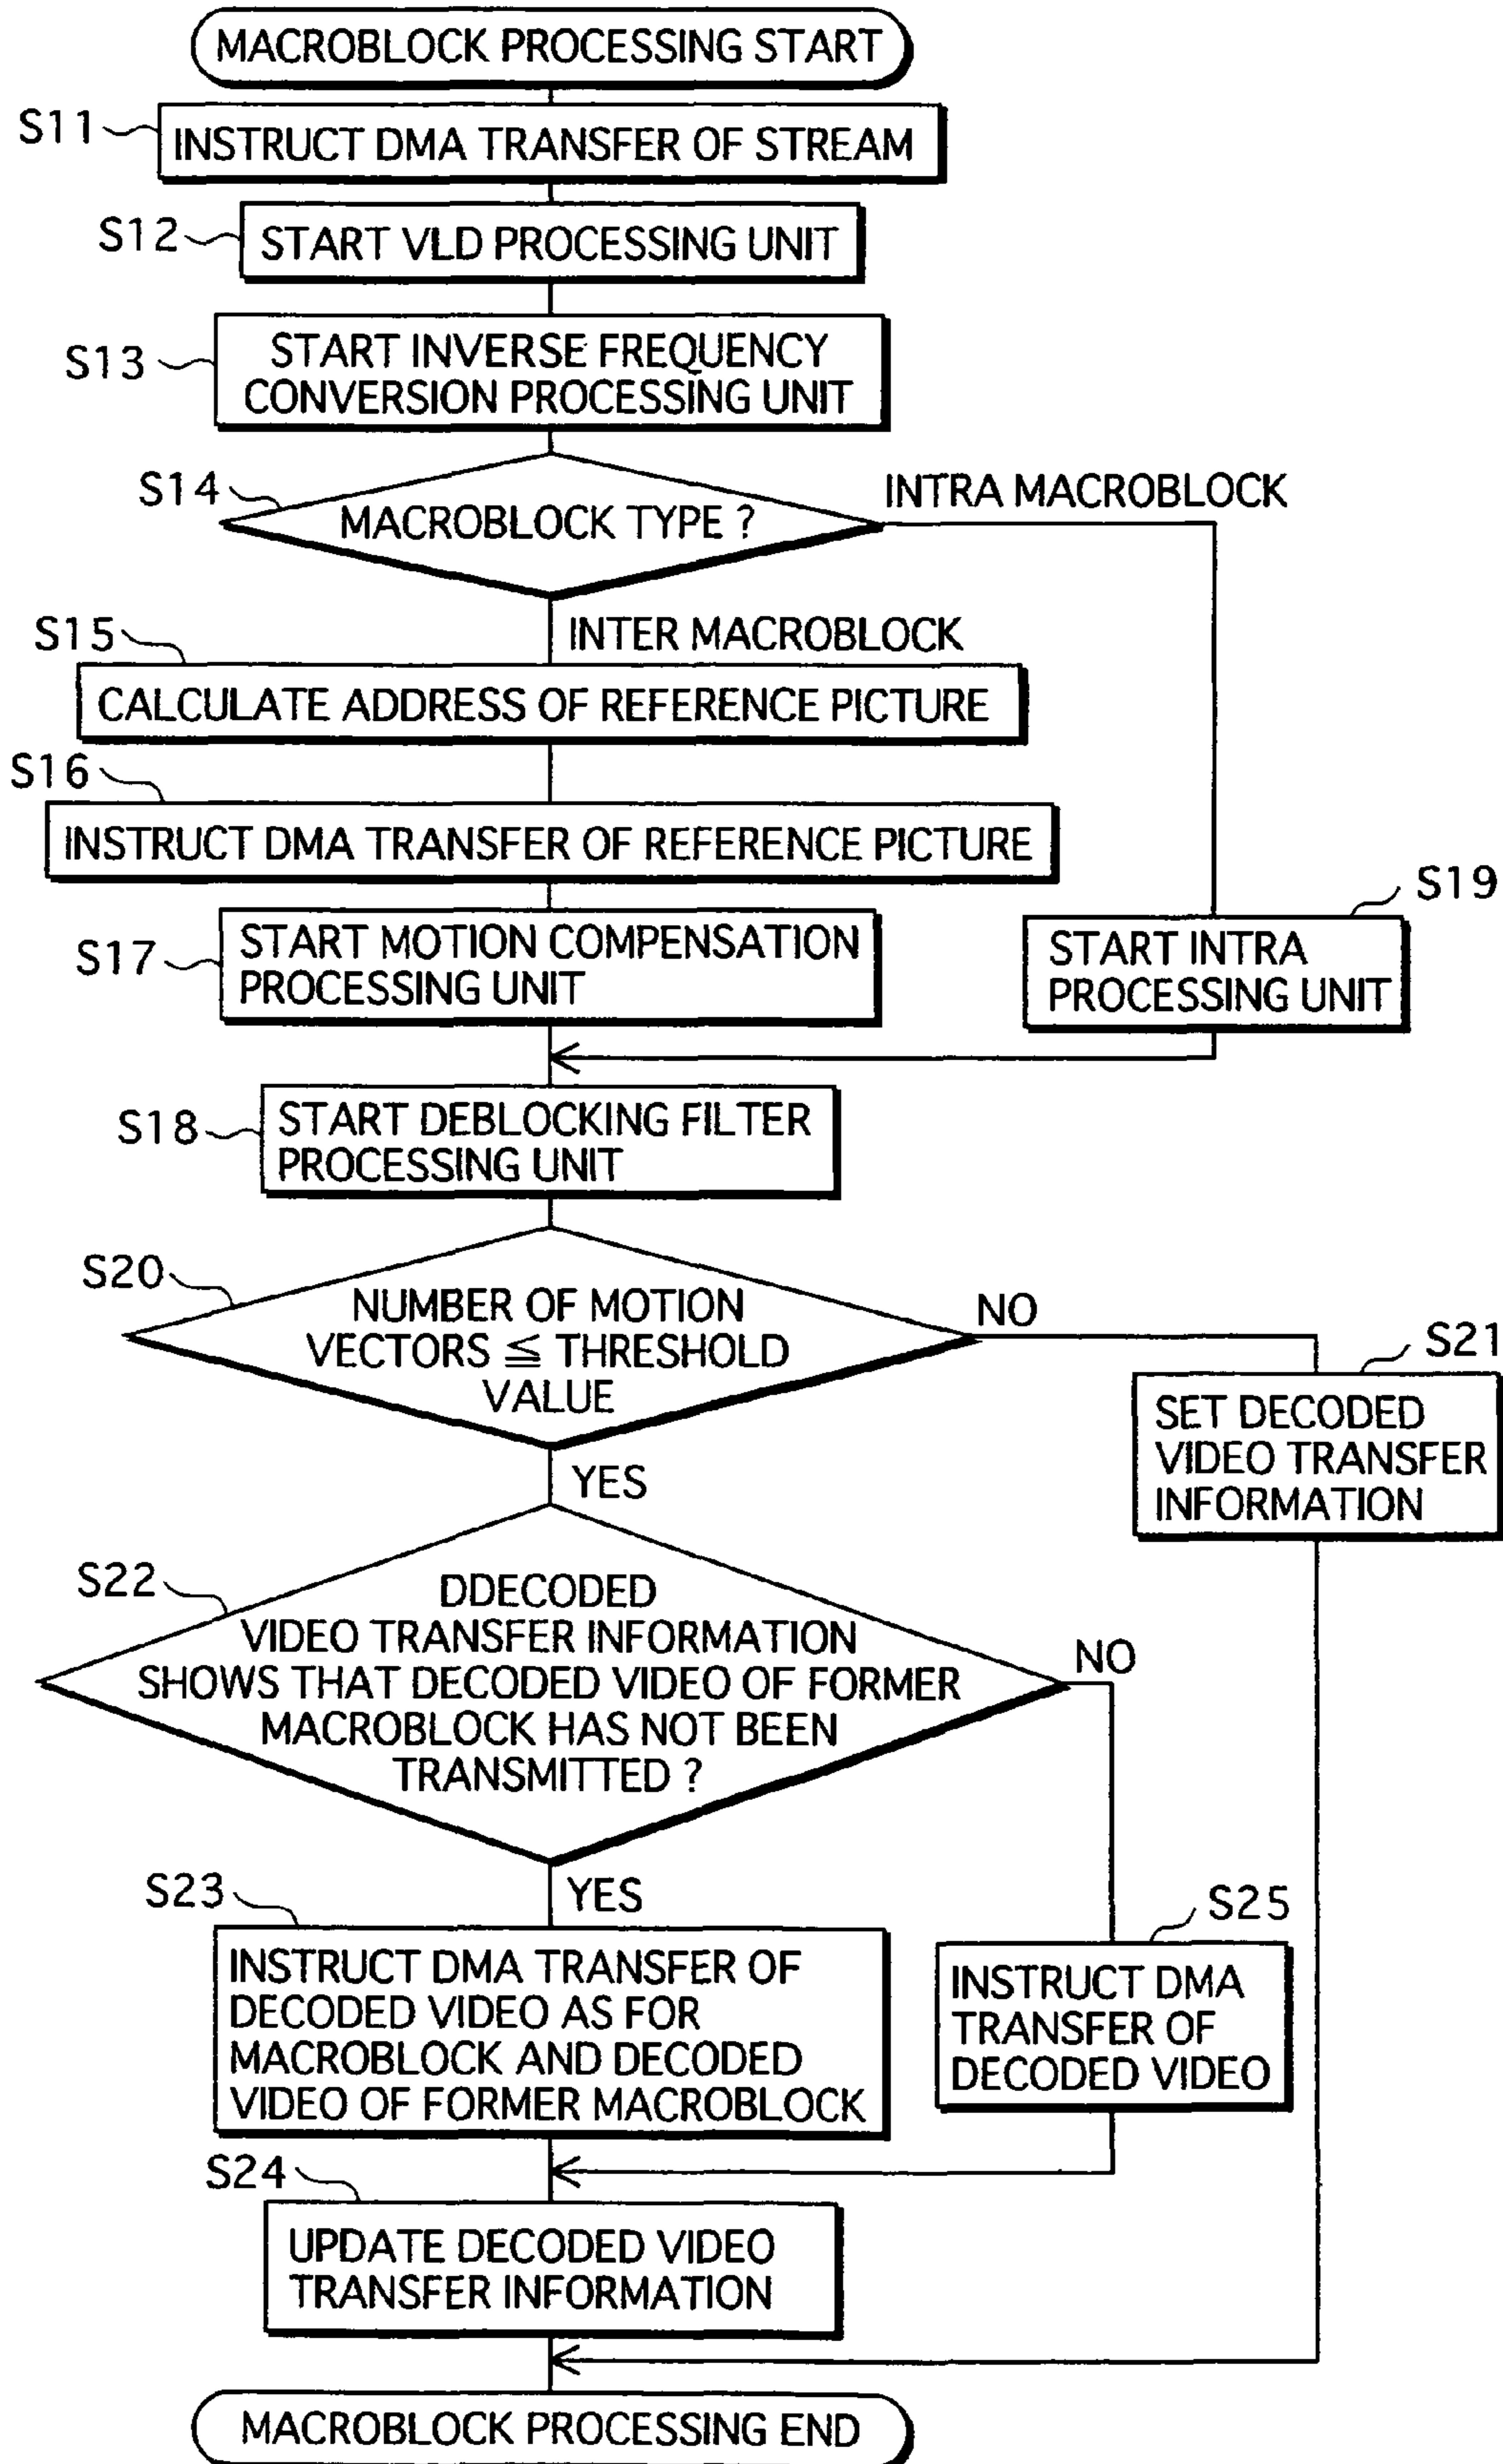 MACROBLOCK PROCESSING START
S11
INSTRUCT DMA TRANSFER OF STREAM
S12
START VLD PROCESSING UNIT
S13
START INVERSE FREQUENCY
CONVERSION PROCESSING UNIT
S14
MACROBLOCK TYPE ?
INTRA MACROBLOCK
INTER MACROBLOCK
S15
CALCULATE ADDRESS OF REFERENCE PICTURE
S16
INSTRUCT DMA TRANSFER OF REFERENCE PICTURE
S17
START MOTION COMPENSATION
PROCESSING UNIT
S19
START INTRA
PROCESSING UNIT
S18
START DEBLOCKING FILTER
PROCESSING UNIT
S20
NUMBER OF MOTION
VECTORS ≦ THRESHOLD
VALUE
NO
S21
SET DECODED
VIDEO TRANSFER
INFORMATION
YES
S22
DDECODED
VIDEO TRANSFER INFORMATION
SHOWS THAT DECODED VIDEO OF FORMER
MACROBLOCK HAS NOT BEEN
TRANSMITTED ?
NO
YES
S23
INSTRUCT DMA TRANSFER OF
DECODED VIDEO AS FOR
MACROBLOCK AND DECODED
VIDEO OF FORMER MACROBLOCK
S25
INSTRUCT DMA
TRANSFER OF
DECODED VIDEO
S24
UPDATE DECODED VIDEO
TRANSFER INFORMATION
MACROBLOCK PROCESSING END